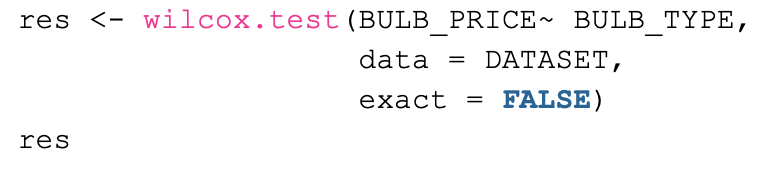 res <- wilcox.test(BULB_PRICE~ BULB_TYPE,
                   data = DATASET,
                   exact = FALSE)
res